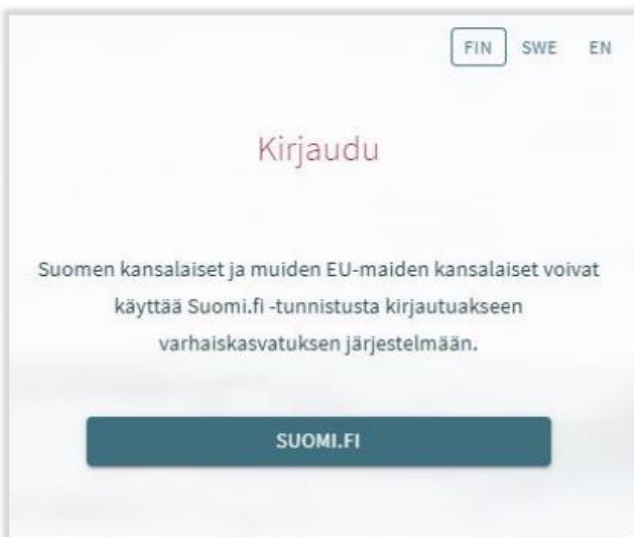 FIN SWE EN
Kirjaudu
Suomen kansalaiset ja muiden EU-maiden kansalaiset voivat
käyttää Suomi.fi -tunnistusta kirjautuakseen
varhaiskasvatuksen järjestelmään.
SUOMI.FI